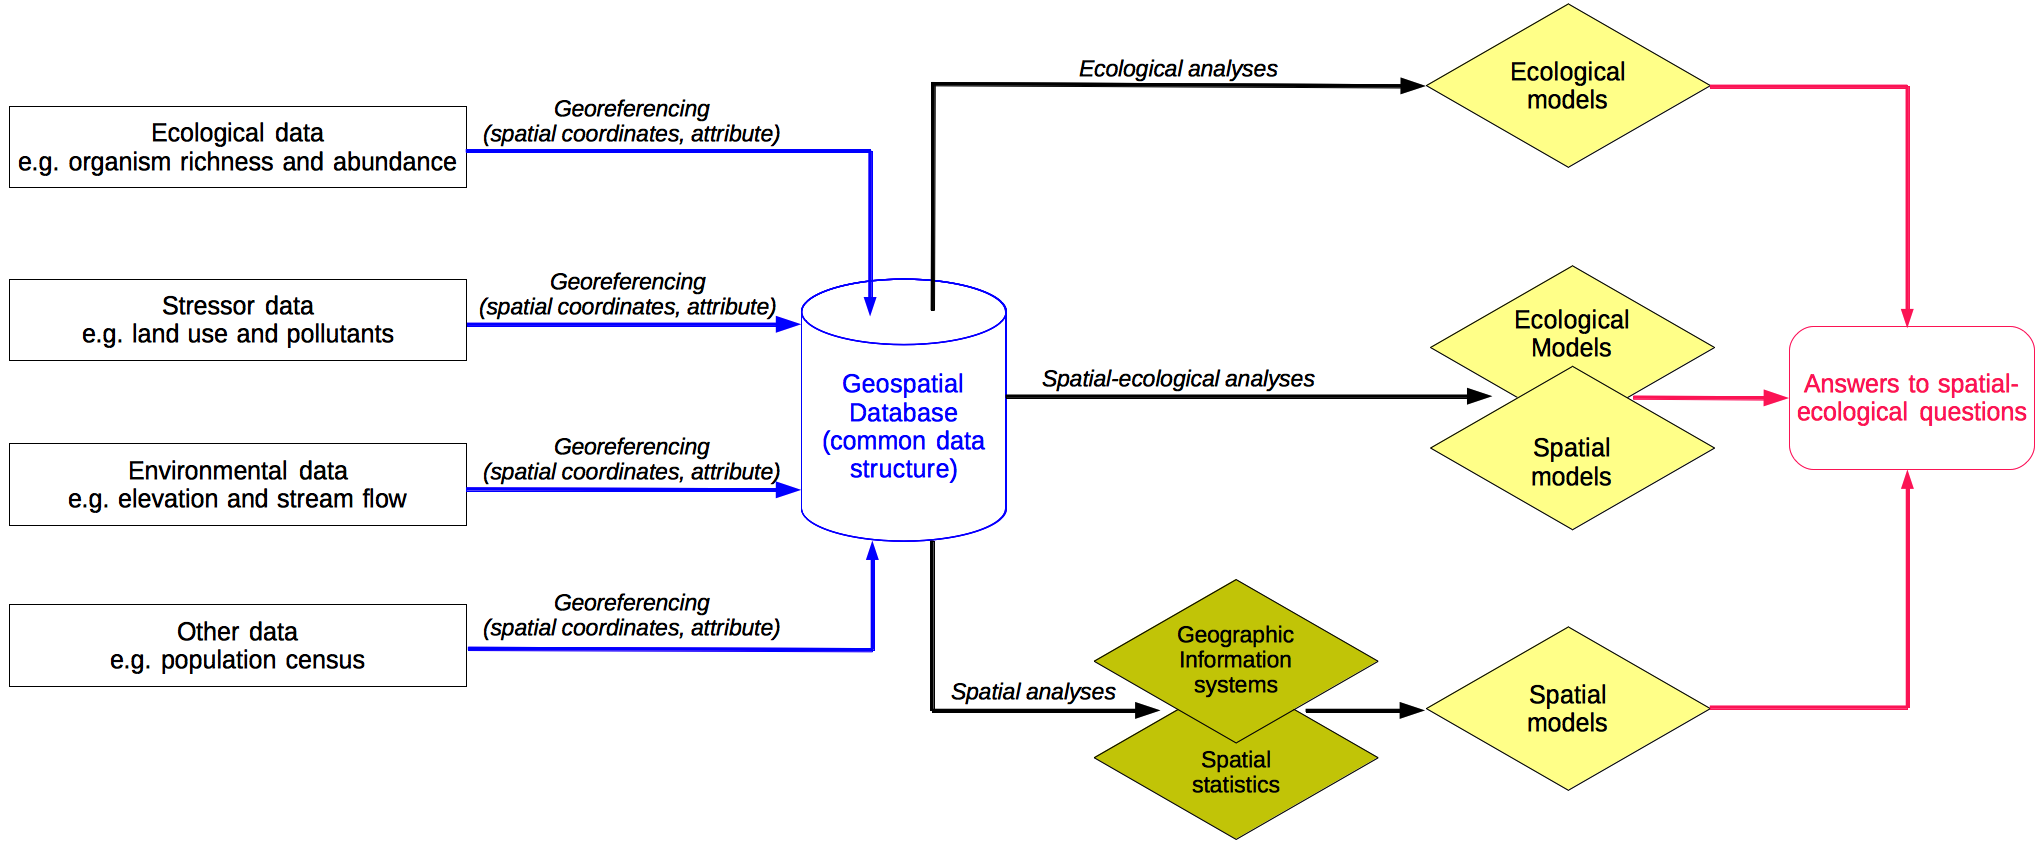 Ecological data
e.g. organism richness and abundance
Georeferencing
(spatial coordinates, attribute)
Stressor data
e.g. land use and pollutants
Georeferencing
(spatial coordinates, attribute)
Environmental data
e.g. elevation and stream flow
Georeferencing
(spatial coordinates, attribute)
Other data
e.g. population census
Georeferencing
(spatial coordinates, attribute)
Geospatial
Database
(common data
structure)
Ecological analyses
Ecological
models
Spatial-ecological analyses
Ecological
Models
Spatial
models
Spatial analyses
Geographic
Information
systems
Spatial
statistics
Spatial
models
Answers to spatial-
ecological questions